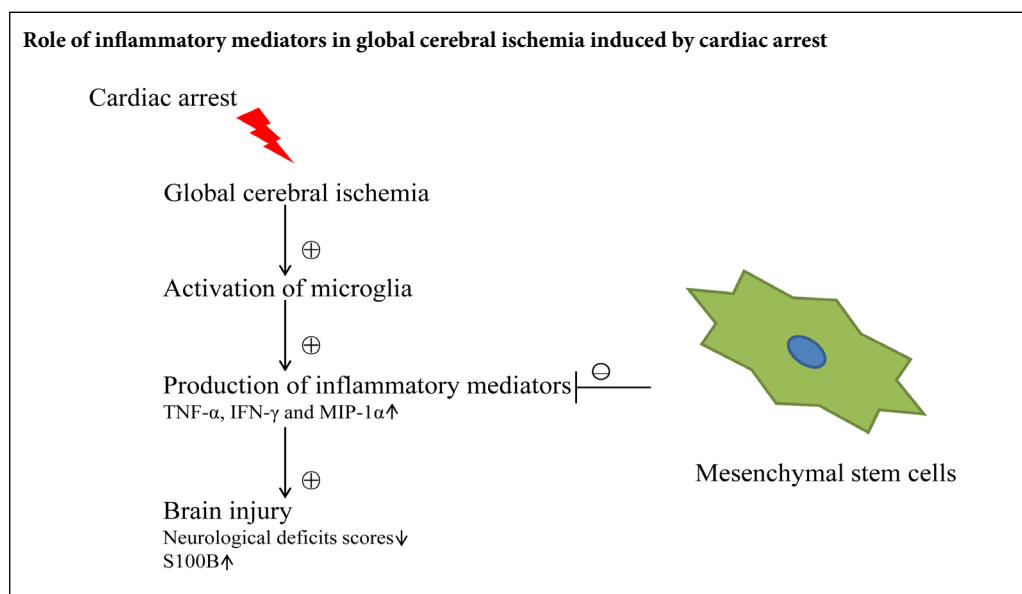 Role of inflammatory mediators in global cerebral ischemia induced by cardiac arrest
Cardiac arrest
Global cerebral ischemia
⊕
Activation of microglia
⊕
Production of inflammatory mediators
⊖
TNF-α, IFN-γ and MIP-1α↑
⊕
Mesenchymal stem cells
Brain injury
Neurological deficits scores↓
S100B↑